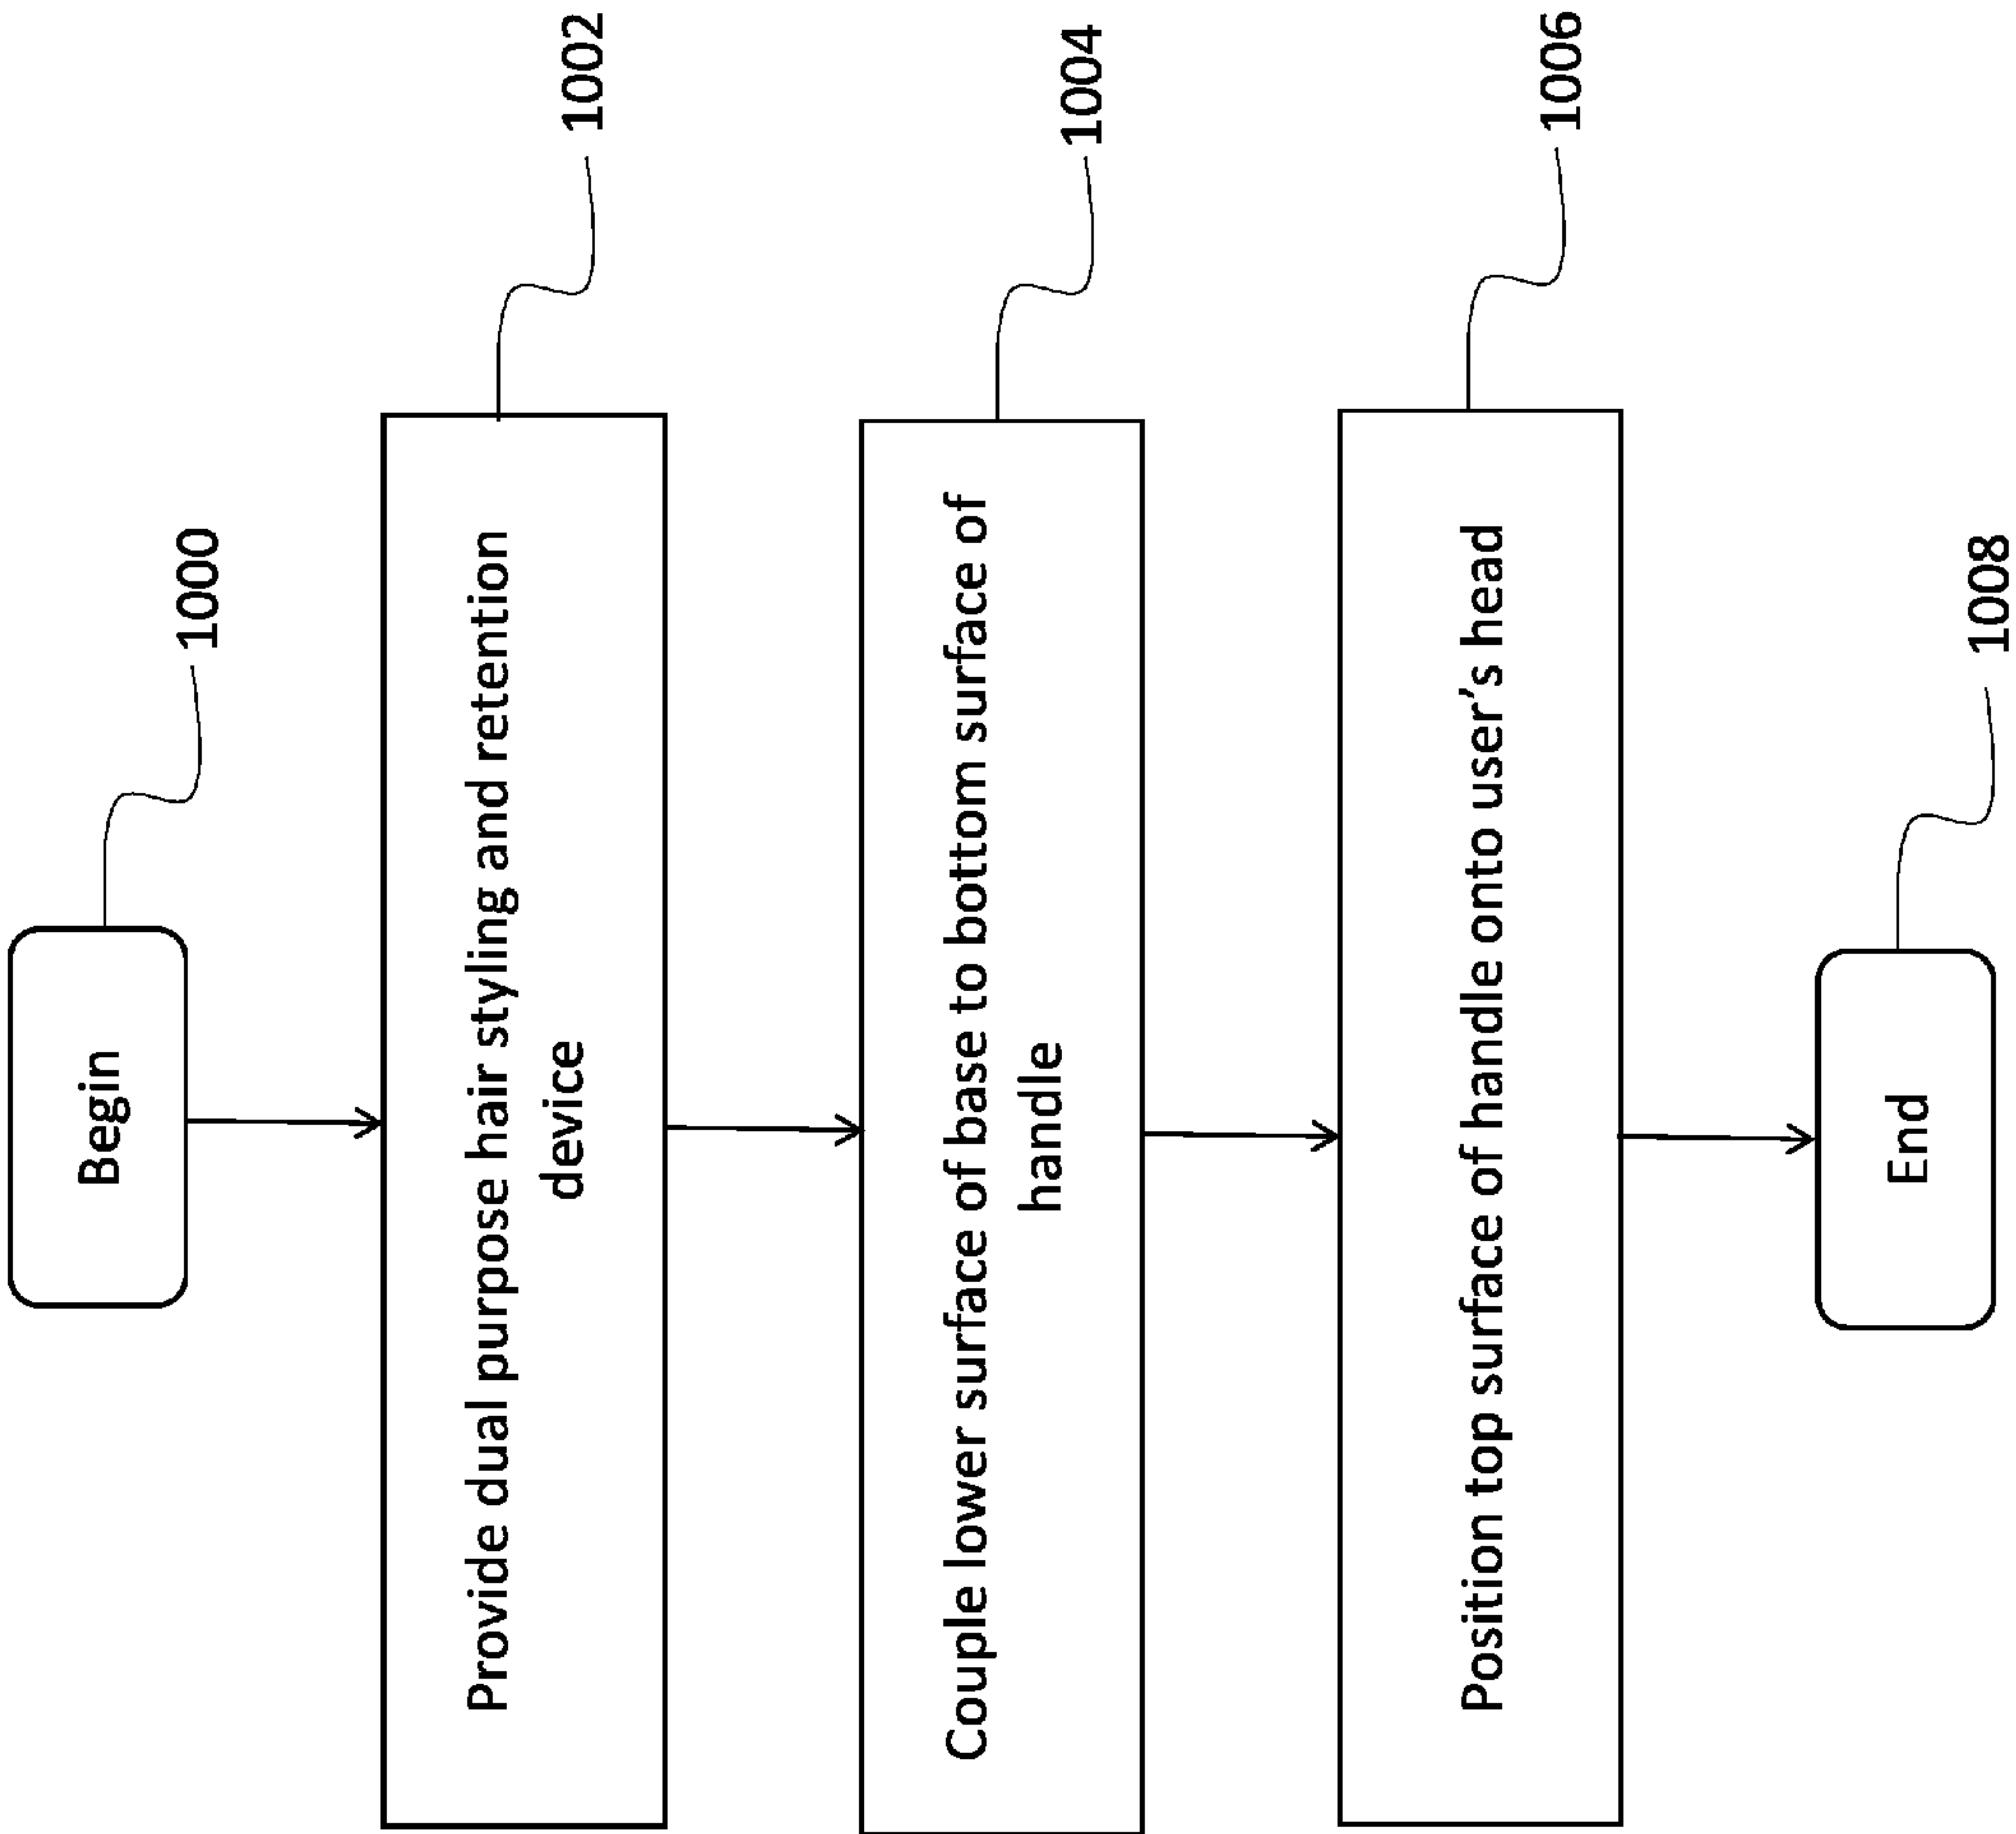 Begin
1000
Provide dual purpose hair styling and retention
device
1002
Couple lower surface of base to bottom surface of
handle
1004
Position top surface of handle onto user’s head
1006
End
1008